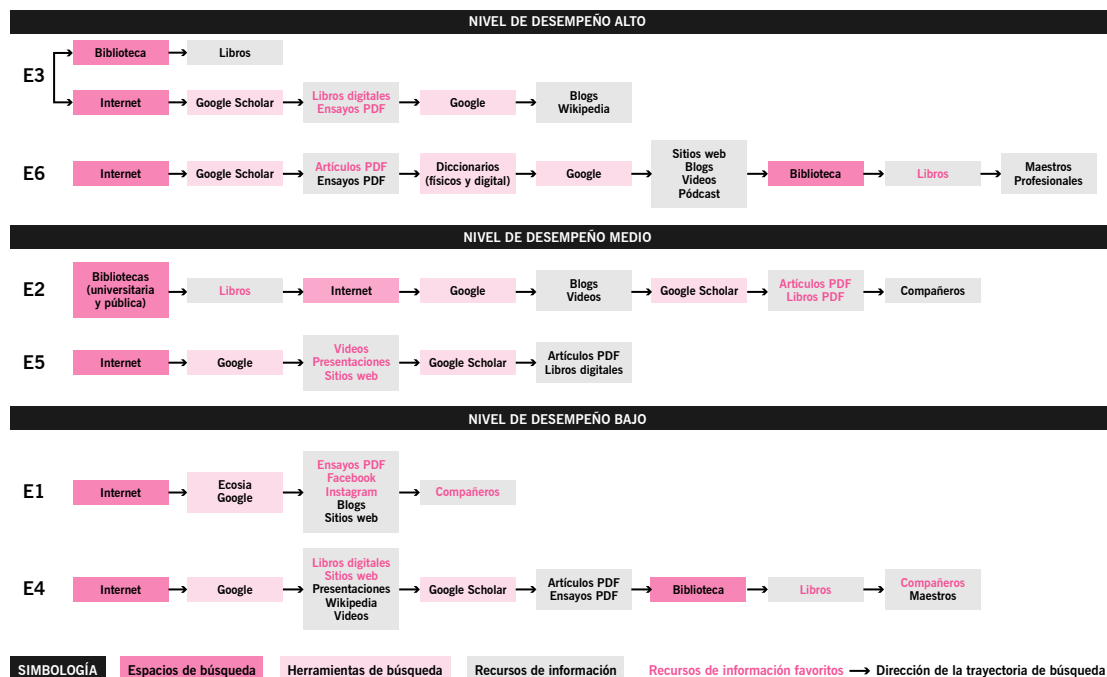 NIVEL DE DESEMPEÑO ALTO
E3
Biblioteca
Libros
Internet
Google Scholar
Libros digitales
Ensayos PDF
Google
Blogs
Wikipedia
E6
Internet
Google Scholar
Artículos PDF
Ensayos PDF
Diccionarios
(físicos y digital)
Google
Sitios web
Blogs
Videos
Pódcast
Biblioteca
Libros
Maestros
Profesionales
NIVEL DE DESEMPEÑO MEDIO
E2
Bibliotecas
(universitaria
y pública)
Libros
Internet
Google
Blogs
Videos
Google Scholar
Artículos PDF
Libros PDF
Compañeros
E5
Internet
Google
Videos
Presentaciones
Sitios web
Google Scholar
Artículos PDF
Libros digitales
NIVEL DE DESEMPEÑO BAJO
E1
Internet
Ecosia
Google
Ensayos PDF
Facebook
Instagram
Blogs
Sitios web
Compañeros
E4
Internet
Google
Libros digitales
Sitios web
Presentaciones
Wikipedia
Videos
Google Scholar
Artículos PDF
Ensayos PDF
Biblioteca
Libros
Compañeros
Maestros
SIMBOLOGÍA
Espacios de búsqueda
Herramientas de búsqueda
Recursos de información
Recursos de información favoritos
Dirección de la trayectoria de búsqueda